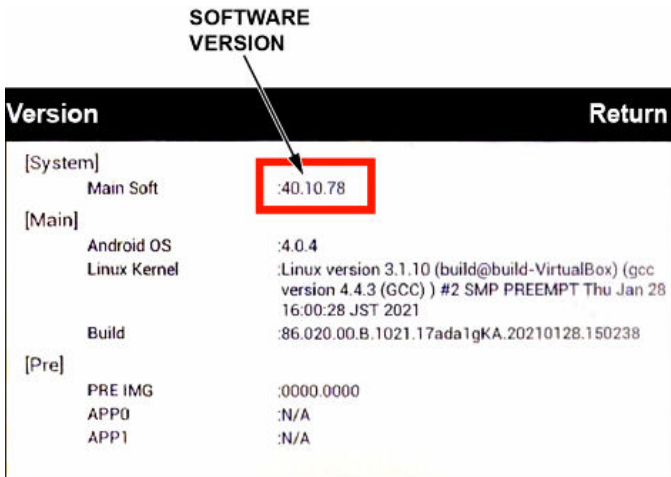 SOFTWARE
VERSION
Version Return
[System]
Main Soft :40.10.78
[Main]
Android OS :4.0.4
Linux Kernel :Linux version 3.1.10 (build@build-VirtualBox) (gcc
version 4.4.3 (GCC) ) #2 SMP PREEMPT Thu Jan 28
16:00:28 JST 2021
Build :86.020.00.B.1021.17ada1gKA.20210128.150238
[Pre]
PRE IMG :0000.0000
APP0 :N/A
APP1 :N/A